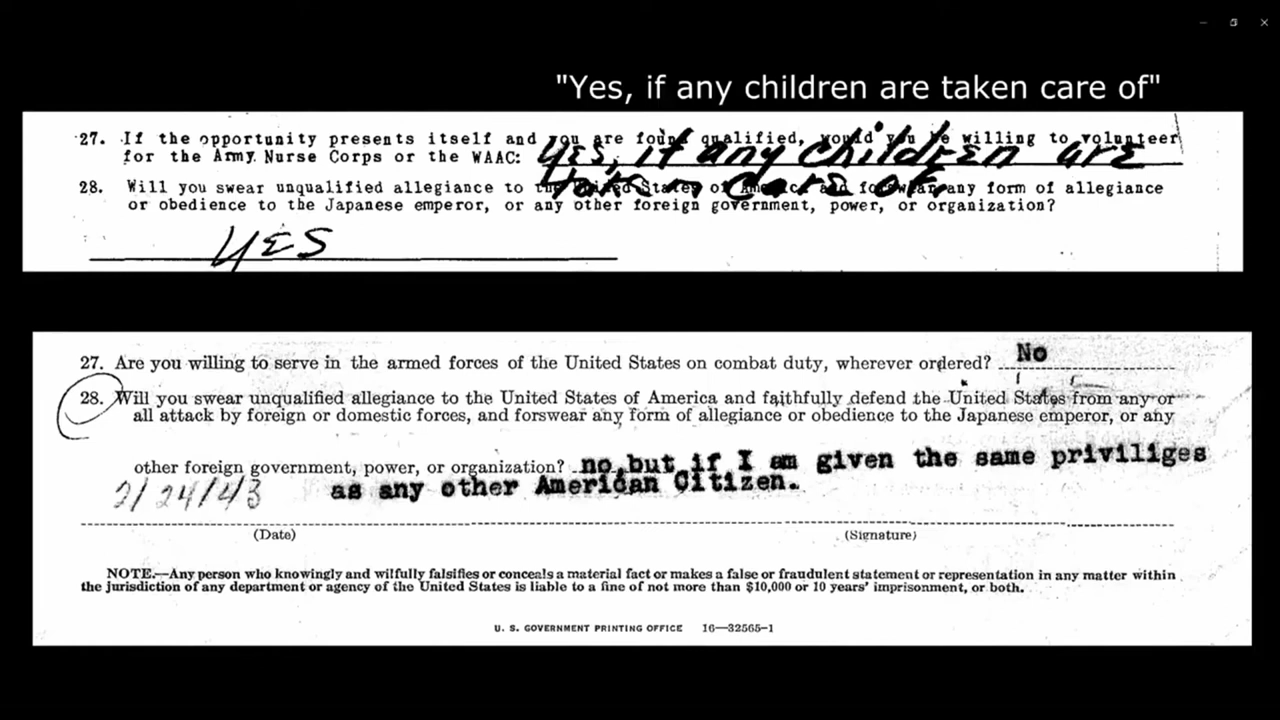 "Yes, if any children are taken care of"
27. If the opportunity presents itself and you are found qualified, would you be willing to volunteer
for the Army Nurse Corps or the WAAC: YES, if any children are
taken care of.
28. Will you swear unqualified allegiance to the United States of America and forswear any form of allegiance
or obedience to the Japanese emperor, or any other foreign government, power, or organization?
YES
27. Are you willing to serve in the armed forces of the United States on combat duty, wherever ordered? No
28. Will you swear unqualified allegiance to the United States of America and faithfully defend the United States from any or
all attack by foreign or domestic forces, and forswear any form of allegiance or obedience to the Japanese emperor, or any
other foreign government, power, or organization? no,but if I am given the same priviliges
2/24/43 as any other American Citizen.
(Date) (Signature)
NOTE.—Any person who knowingly and wilfully falsifies or conceals a material fact or makes a false or fraudulent statement or representation in any matter within
the jurisdiction of any department or agency of the United States is liable to a fine of not more than $10,000 or 10 years' imprisonment, or both.
U. S. GOVERNMENT PRINTING OFFICE 16—32565-1